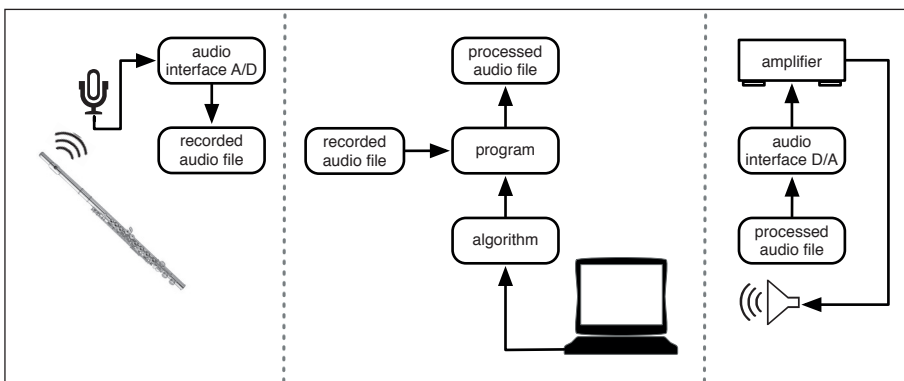 audio
interface A/D
recorded
audio file
processed
audio file
recorded
audio file
program
algorithm
amplifier
audio
interface D/A
processed
audio file